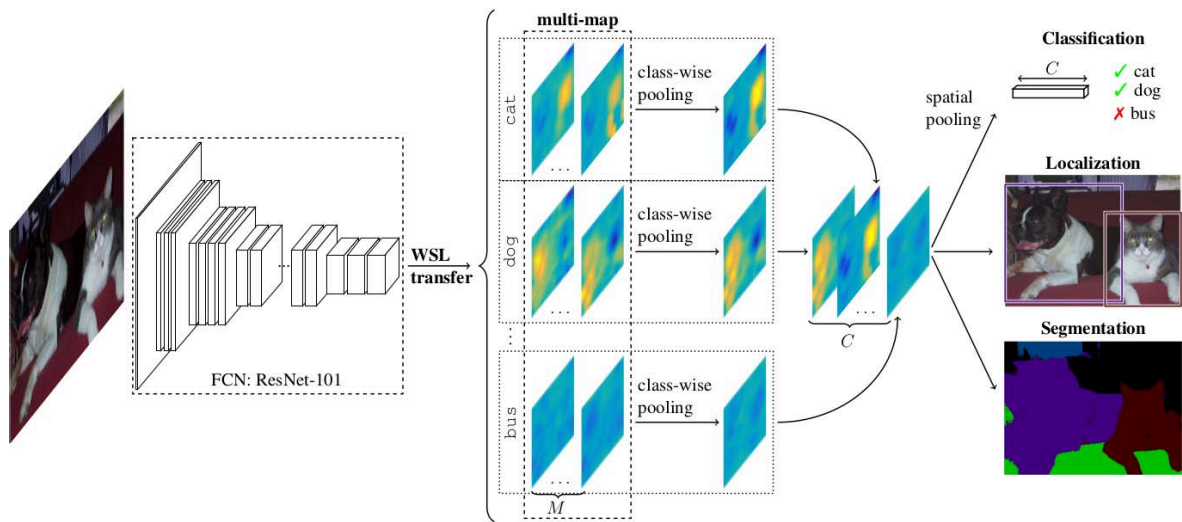 multi-map
cat
class-wise
pooling
...
dog
class-wise
pooling
...
...
bus
class-wise
pooling
...
M
FCN: ResNet-101
...
WSL
transfer
...
C
spatial
pooling
Classification
C
✓ cat
✓ dog
✗ bus
Localization
Segmentation